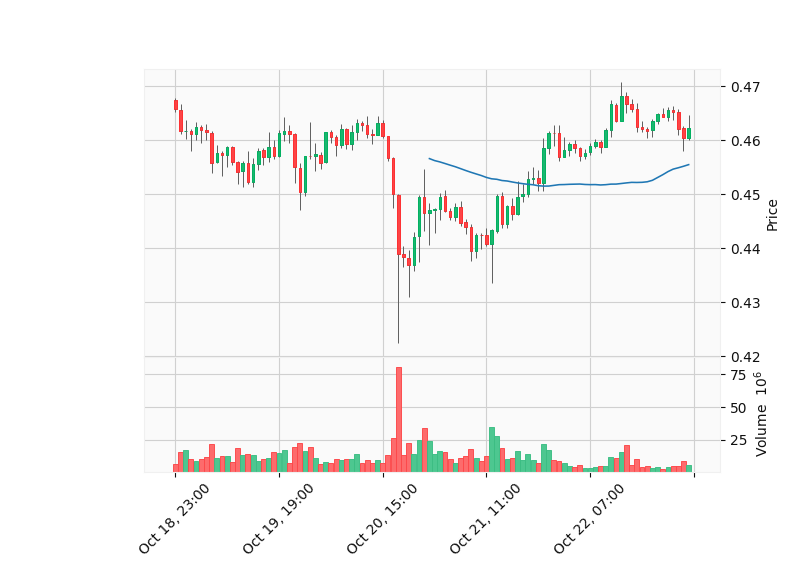 0.47
0.46
0.45
0.44
0.43
0.42
Price
75
50
25
Volume 10⁶
Oct 18, 23:00
Oct 19, 19:00
Oct 20, 15:00
Oct 21, 11:00
Oct 22, 07:00